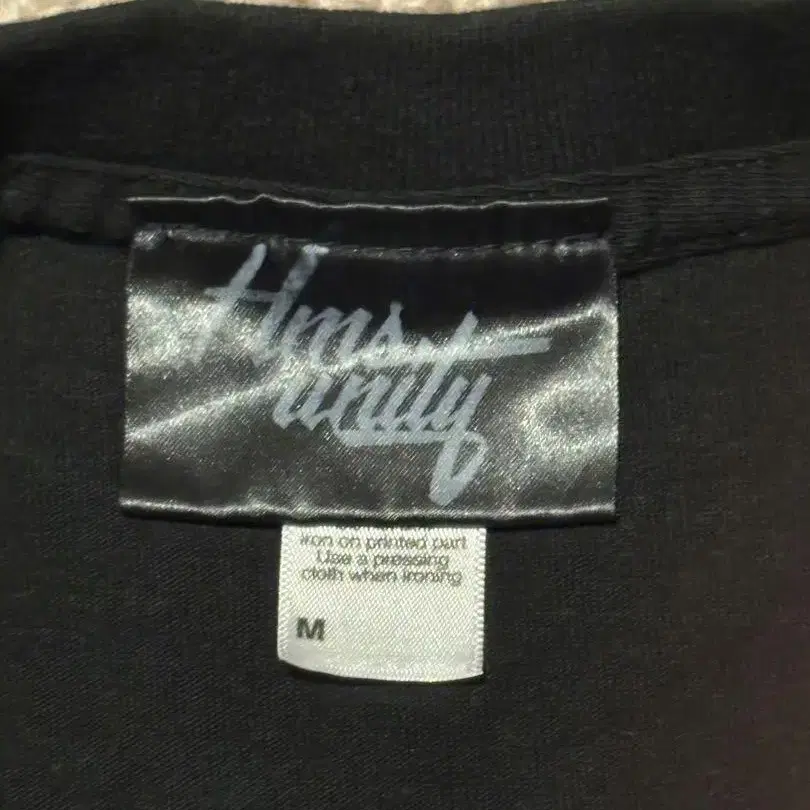 Hms
unity
iron on printed part
Use a pressing
cloth when ironing
M